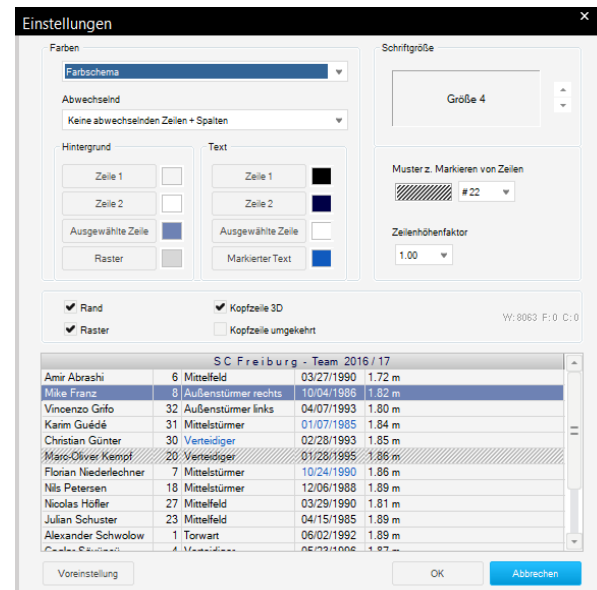 Einstellungen
Farben
Farbschema
Abwechselnd
Keine abwechselnden Zeilen + Spalten
Hintergrund
Zeile 1
Zeile 2
Ausgewählte Zeile
Raster
Text
Zeile 1
Zeile 2
Ausgewählte Zeile
Markierter Text
Schriftgröße
Größe 4
Muster z. Markieren von Zeilen
# 22
Zeilenhöhenfaktor
1.00
Rand
Raster
Kopfzeile 3D
Kopfzeile umgekehrt
W:8063 F:0 C:0
SC Freiburg - Team 2016/17
Amir Abrashi 6 Mittelfeld 03/27/1990 1.72 m
Mike Franz 8 Außenstürmer rechts 10/04/1986 1.82 m
Vincenzo Grifo 32 Außenstürmer links 04/07/1993 1.80 m
Karim Guédé 31 Mittelstürmer 01/07/1985 1.84 m
Christian Günter 30 Verteidiger 02/28/1993 1.85 m
Marc-Oliver Kempf 20 Verteidiger 01/28/1995 1.86 m
Florian Niederlechner 7 Mittelstürmer 10/24/1990 1.86 m
Nils Petersen 18 Mittelstürmer 12/06/1988 1.89 m
Nicolas Höfler 27 Mittelfeld 03/29/1990 1.81 m
Julian Schuster 23 Mittelfeld 04/15/1985 1.89 m
Alexander Schwolow 1 Torwart 06/02/1992 1.89 m
Voreinstellung
OK
Abbrechen